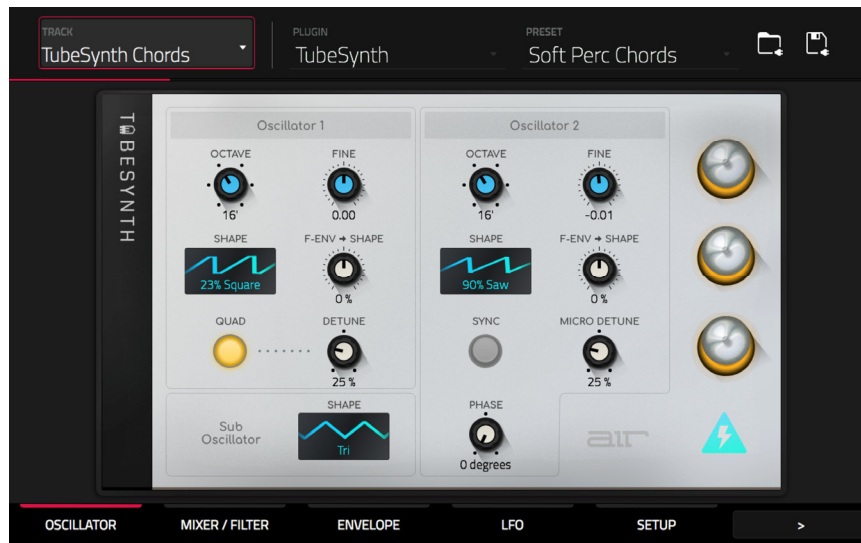 TRACK
TubeSynth Chords
PLUGIN
TubeSynth
PRESET
Soft Perc Chords
TUBESYNTH
Oscillator 1
OCTAVE
FINE
16'
0.00
SHAPE
F-ENV → SHAPE
23% Square
0 %
QUAD
DETUNE
25 %
Sub
Oscillator
SHAPE
Tri
Oscillator 2
OCTAVE
FINE
16'
-0.01
SHAPE
F-ENV → SHAPE
90% Saw
0 %
SYNC
MICRO DETUNE
25 %
PHASE
0 degrees
air
OSCILLATOR
MIXER / FILTER
ENVELOPE
LFO
SETUP
>